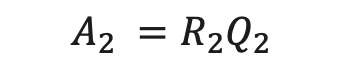 A₂ = R₂Q₂